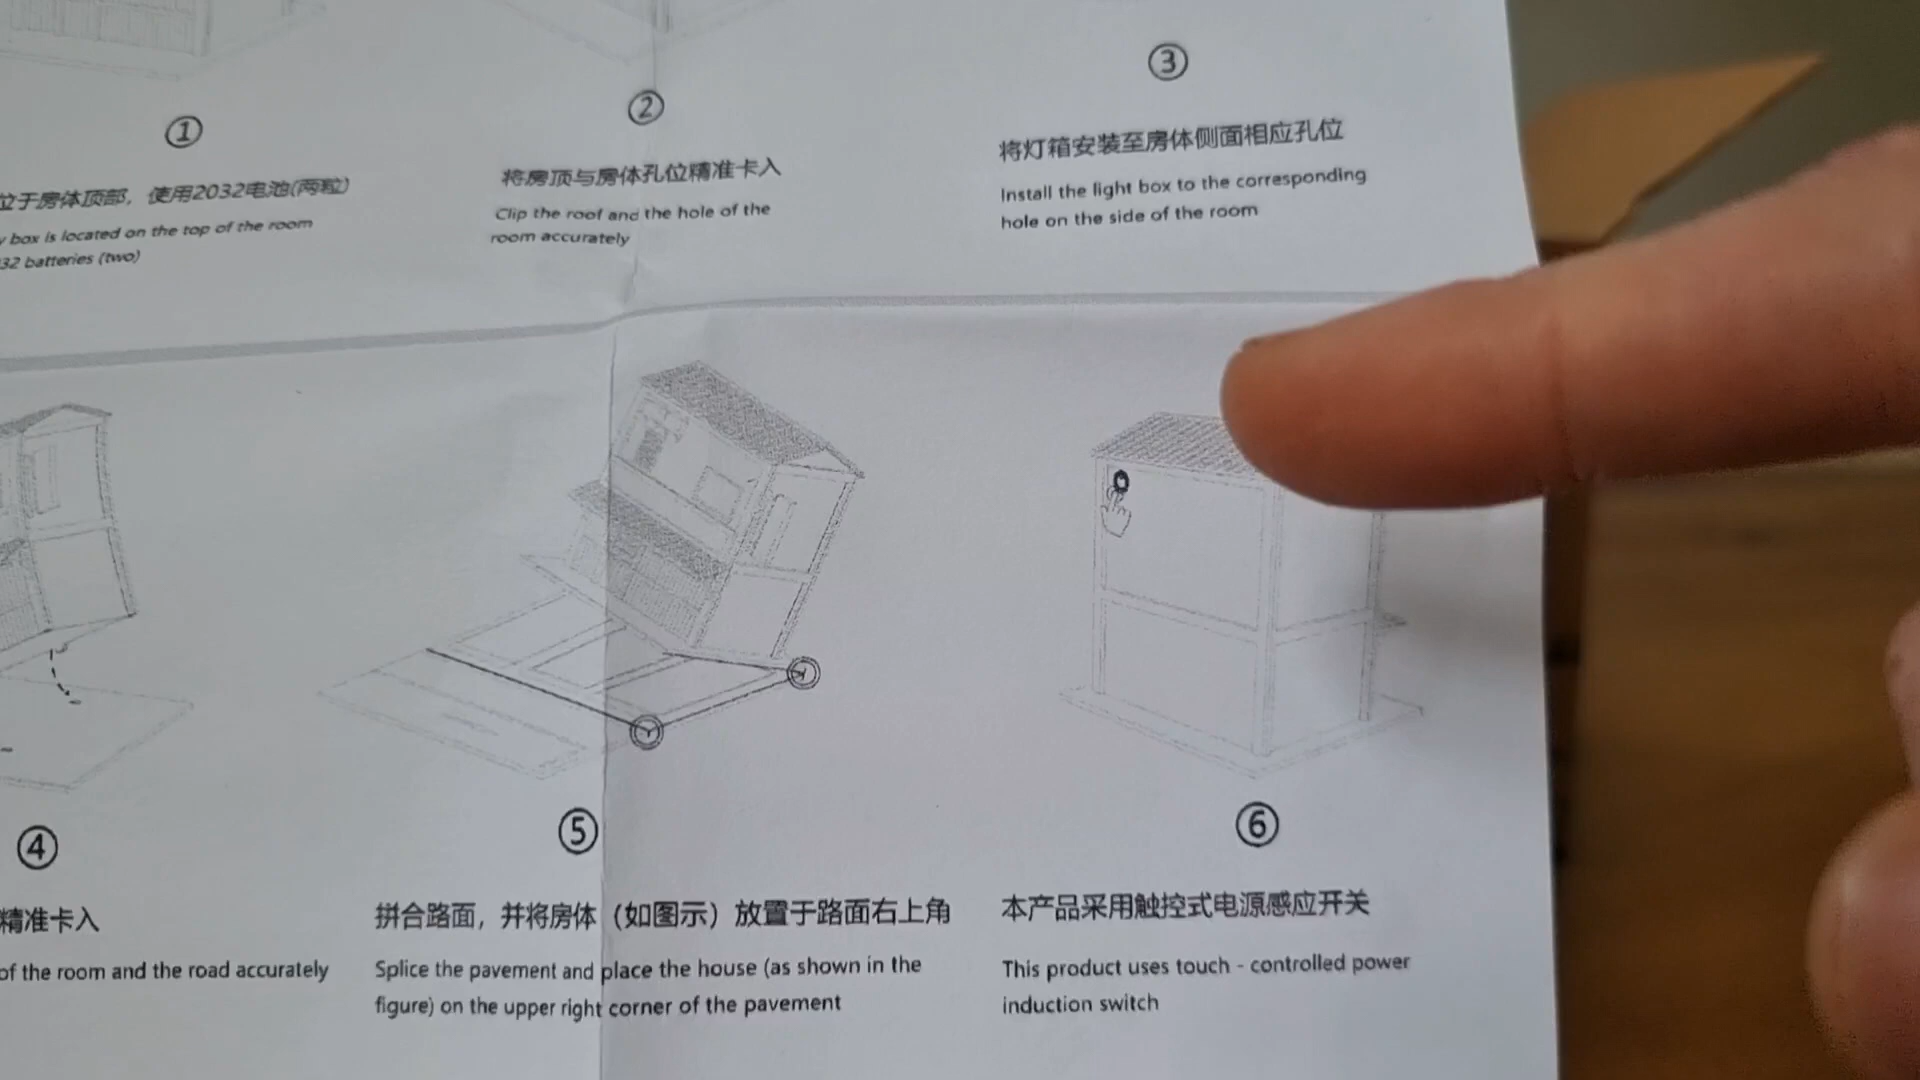 ①
位于房体顶部，使用2032电池(两粒)
box is located on the top of the room
32 batteries (two)
②
将房顶与房体孔位精准卡入
Clip the roof and the hole of the
room accurately
③
将灯箱安装至房体侧面相应孔位
Install the light box to the corresponding
hole on the side of the room
④
精准卡入
of the room and the road accurately
⑤
拼合路面，并将房体（如图示）放置于路面右上角
Splice the pavement and place the house (as shown in the
figure) on the upper right corner of the pavement
⑥
本产品采用触控式电源感应开关
This product uses touch - controlled power
induction switch